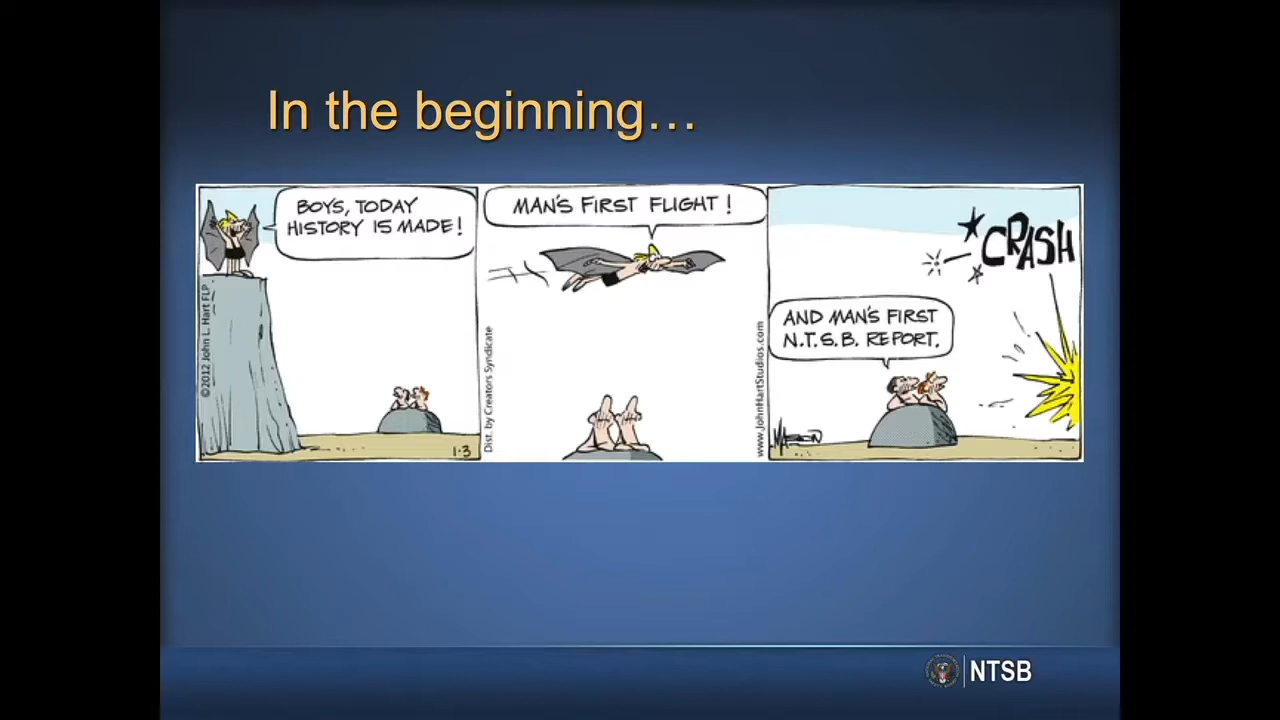 In the beginning…
BOYS, TODAY
HISTORY IS MADE!
©2012 John L. Hart FLP
1·3
MAN'S FIRST FLIGHT!
Dist. by Creators Syndicate
www.JohnHartStudios.com
CRASH
AND MAN'S FIRST
N.T.S.B. REPORT.
MASON
NTSB